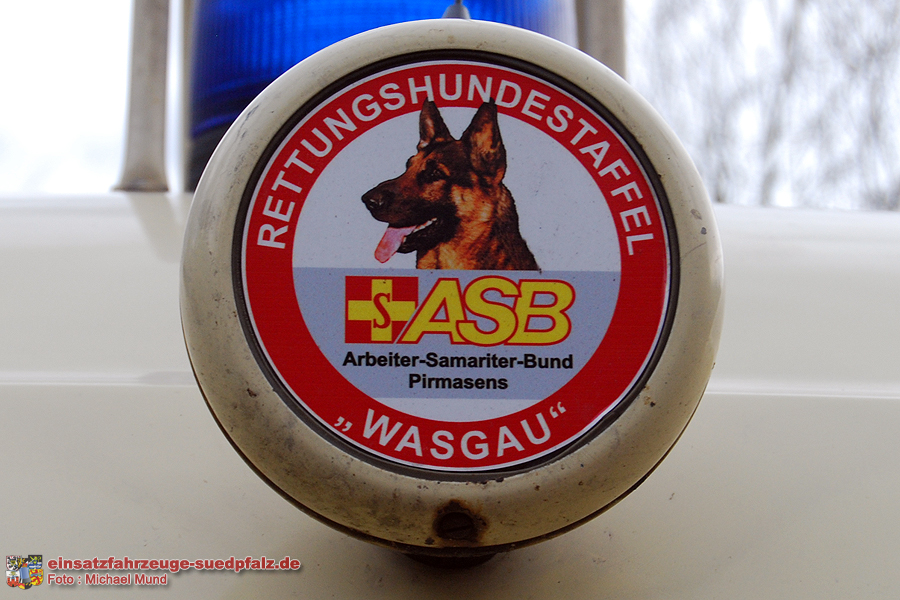 RETTUNGSHUNDESTAFFEL
S ASB
Arbeiter-Samariter-Bund
Pirmasens
„WASGAU“
einsatzfahrzeuge-suedpfalz.de
Foto : Michael Mund